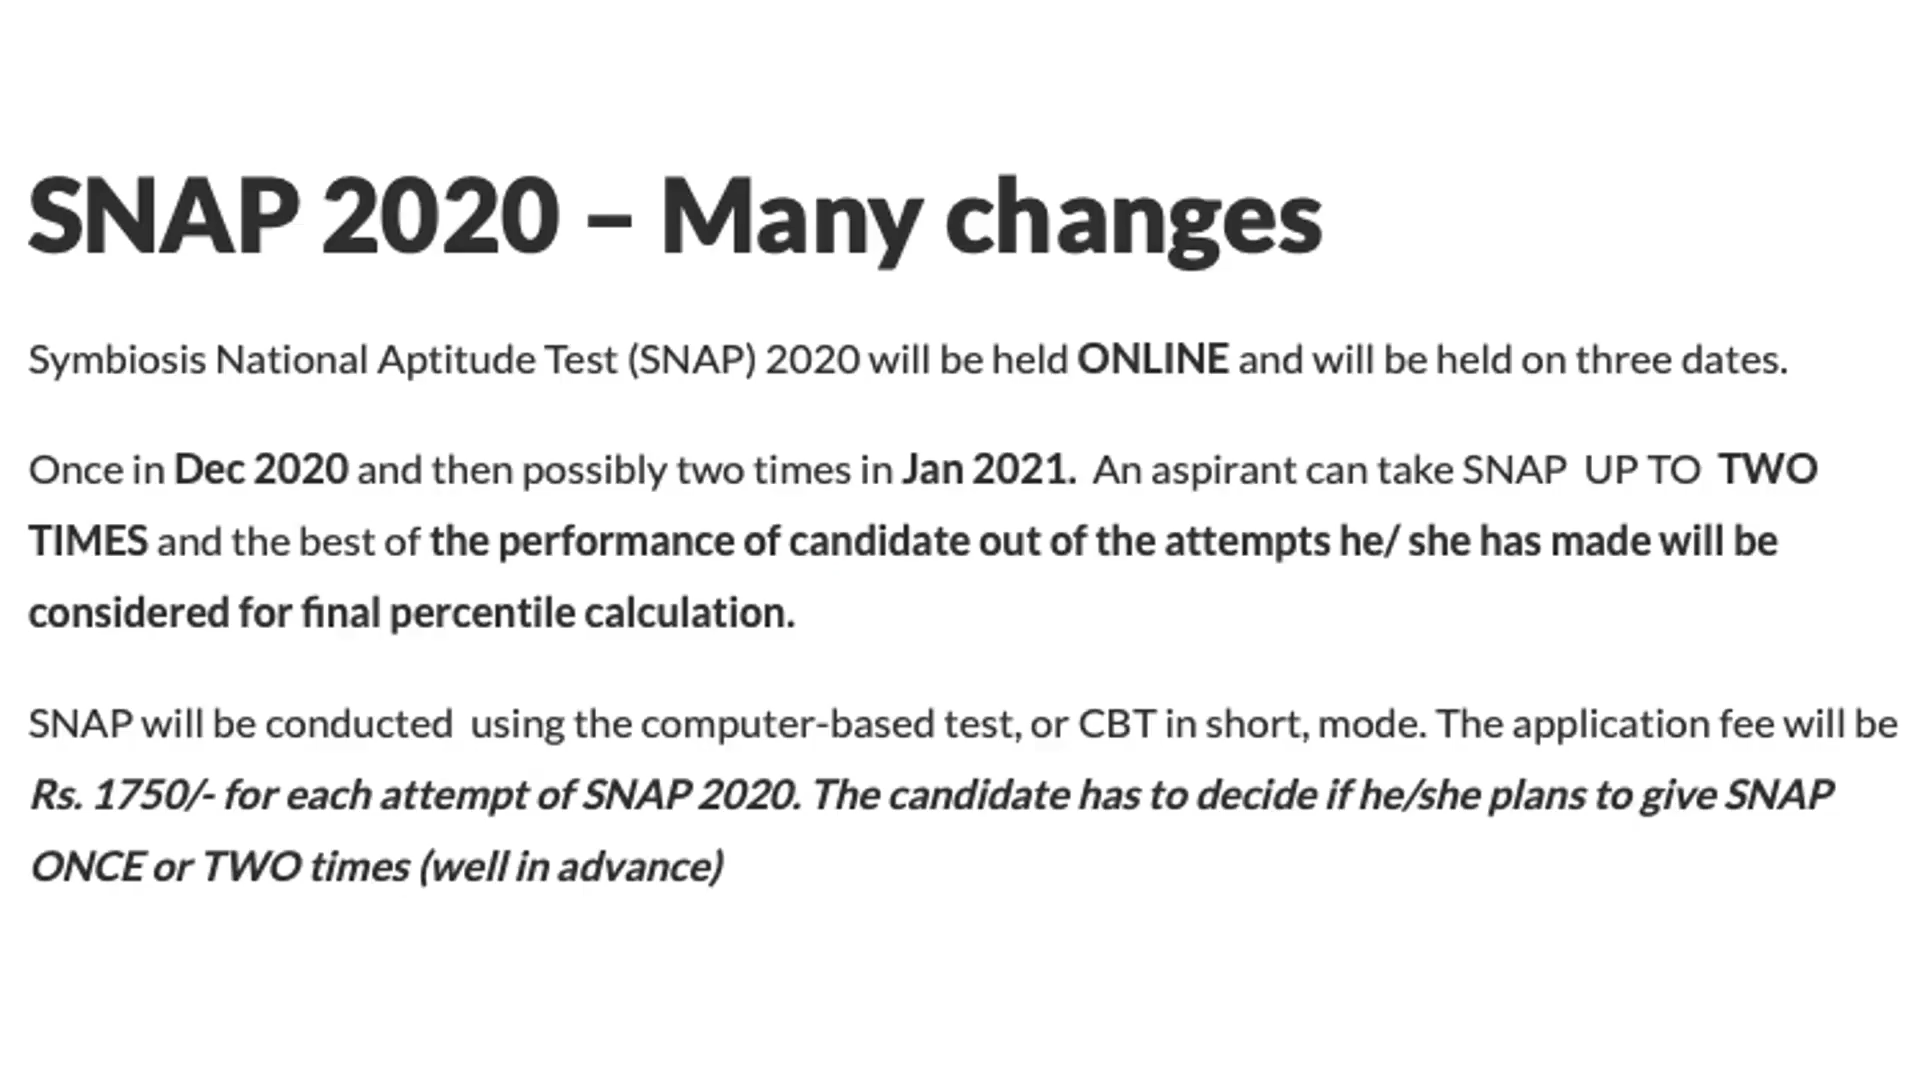 SNAP 2020 – Many changes
Symbiosis National Aptitude Test (SNAP) 2020 will be held ONLINE and will be held on three dates.
Once in Dec 2020 and then possibly two times in Jan 2021. An aspirant can take SNAP UP TO TWO
TIMES and the best of the performance of candidate out of the attempts he/ she has made will be
considered for final percentile calculation.
SNAP will be conducted using the computer-based test, or CBT in short, mode. The application fee will be
Rs. 1750/- for each attempt of SNAP 2020. The candidate has to decide if he/she plans to give SNAP
ONCE or TWO times (well in advance)